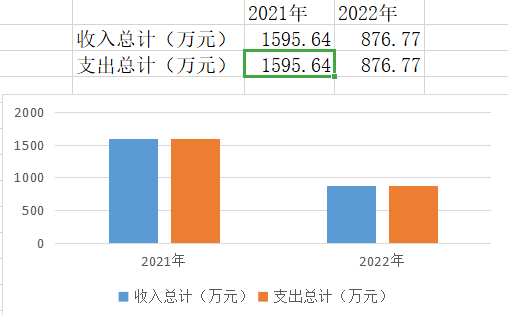 2021年 2022年
收入总计（万元） 1595.64 876.77
支出总计（万元） 1595.64 876.77
2000
1500
1000
500
0
2021年 2022年
收入总计（万元） 支出总计（万元）